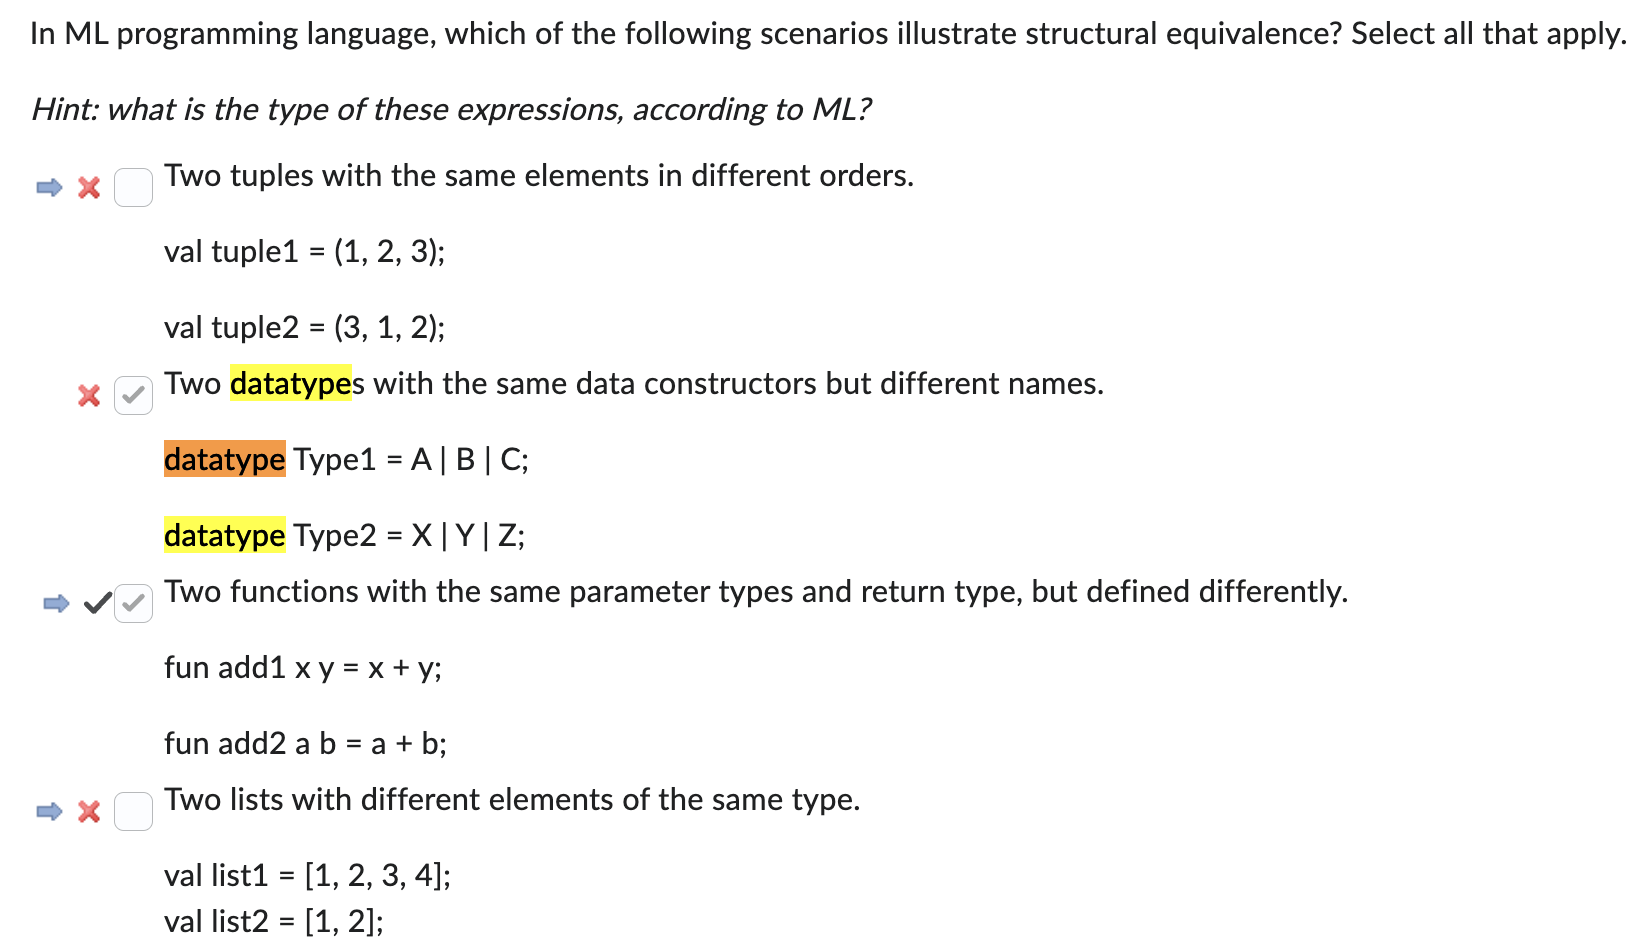 In ML programming language, which of the following scenarios illustrate structural equivalence? Select all that apply.
Hint: what is the type of these expressions, according to ML?
Two tuples with the same elements in different orders.
val tuple1 = (1, 2, 3);
val tuple2 = (3, 1, 2);
Two datatypes with the same data constructors but different names.
datatype Type1 = A | B | C;
datatype Type2 = X | Y | Z;
Two functions with the same parameter types and return type, but defined differently.
fun add1 x y = x + y;
fun add2 a b = a + b;
Two lists with different elements of the same type.
val list1 = [1, 2, 3, 4];
val list2 = [1, 2];